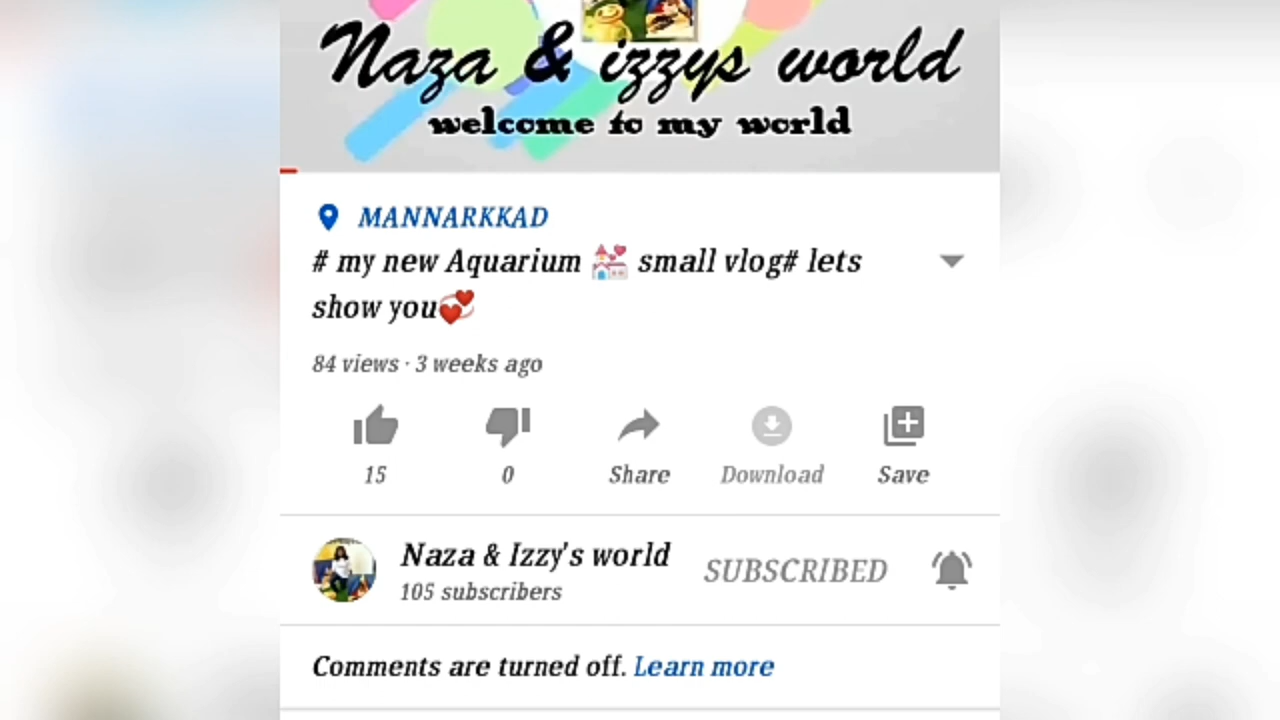 Naza & izzys world
welcome to my world
MANNARKKAD
# my new Aquarium 💒 small vlog# lets
show you💞
84 views · 3 weeks ago
15 0 Share Download Save
Naza & Izzy's world
105 subscribers
SUBSCRIBED
Comments are turned off. Learn more